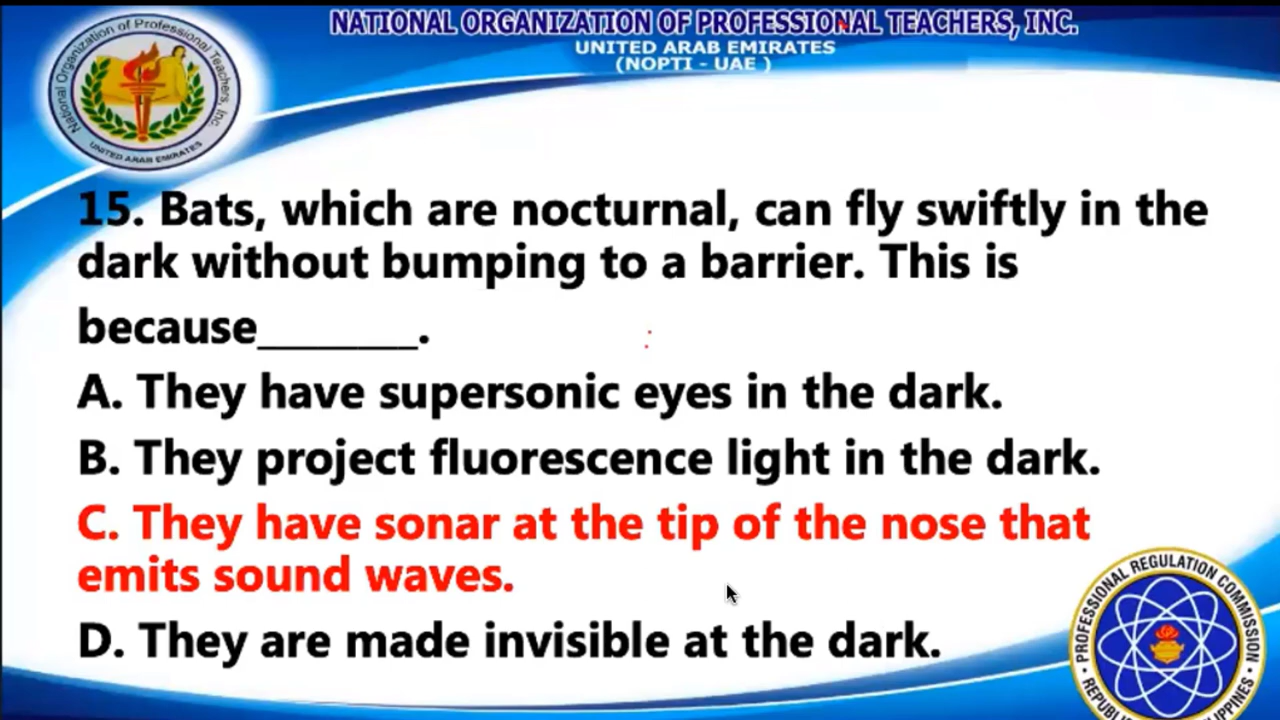 NATIONAL ORGANIZATION OF PROFESSIONAL TEACHERS, INC.
UNITED ARAB EMIRATES
(NOPTI - UAE )
National Organization of Professional Teachers, Inc
UNITED ARAB EMIRATES
15. Bats, which are nocturnal, can fly swiftly in the
dark without bumping to a barrier. This is
because_______.
A. They have supersonic eyes in the dark.
B. They project fluorescence light in the dark.
C. They have sonar at the tip of the nose that
emits sound waves.
D. They are made invisible at the dark.
PROFESSIONAL REGULATION COMMISSION